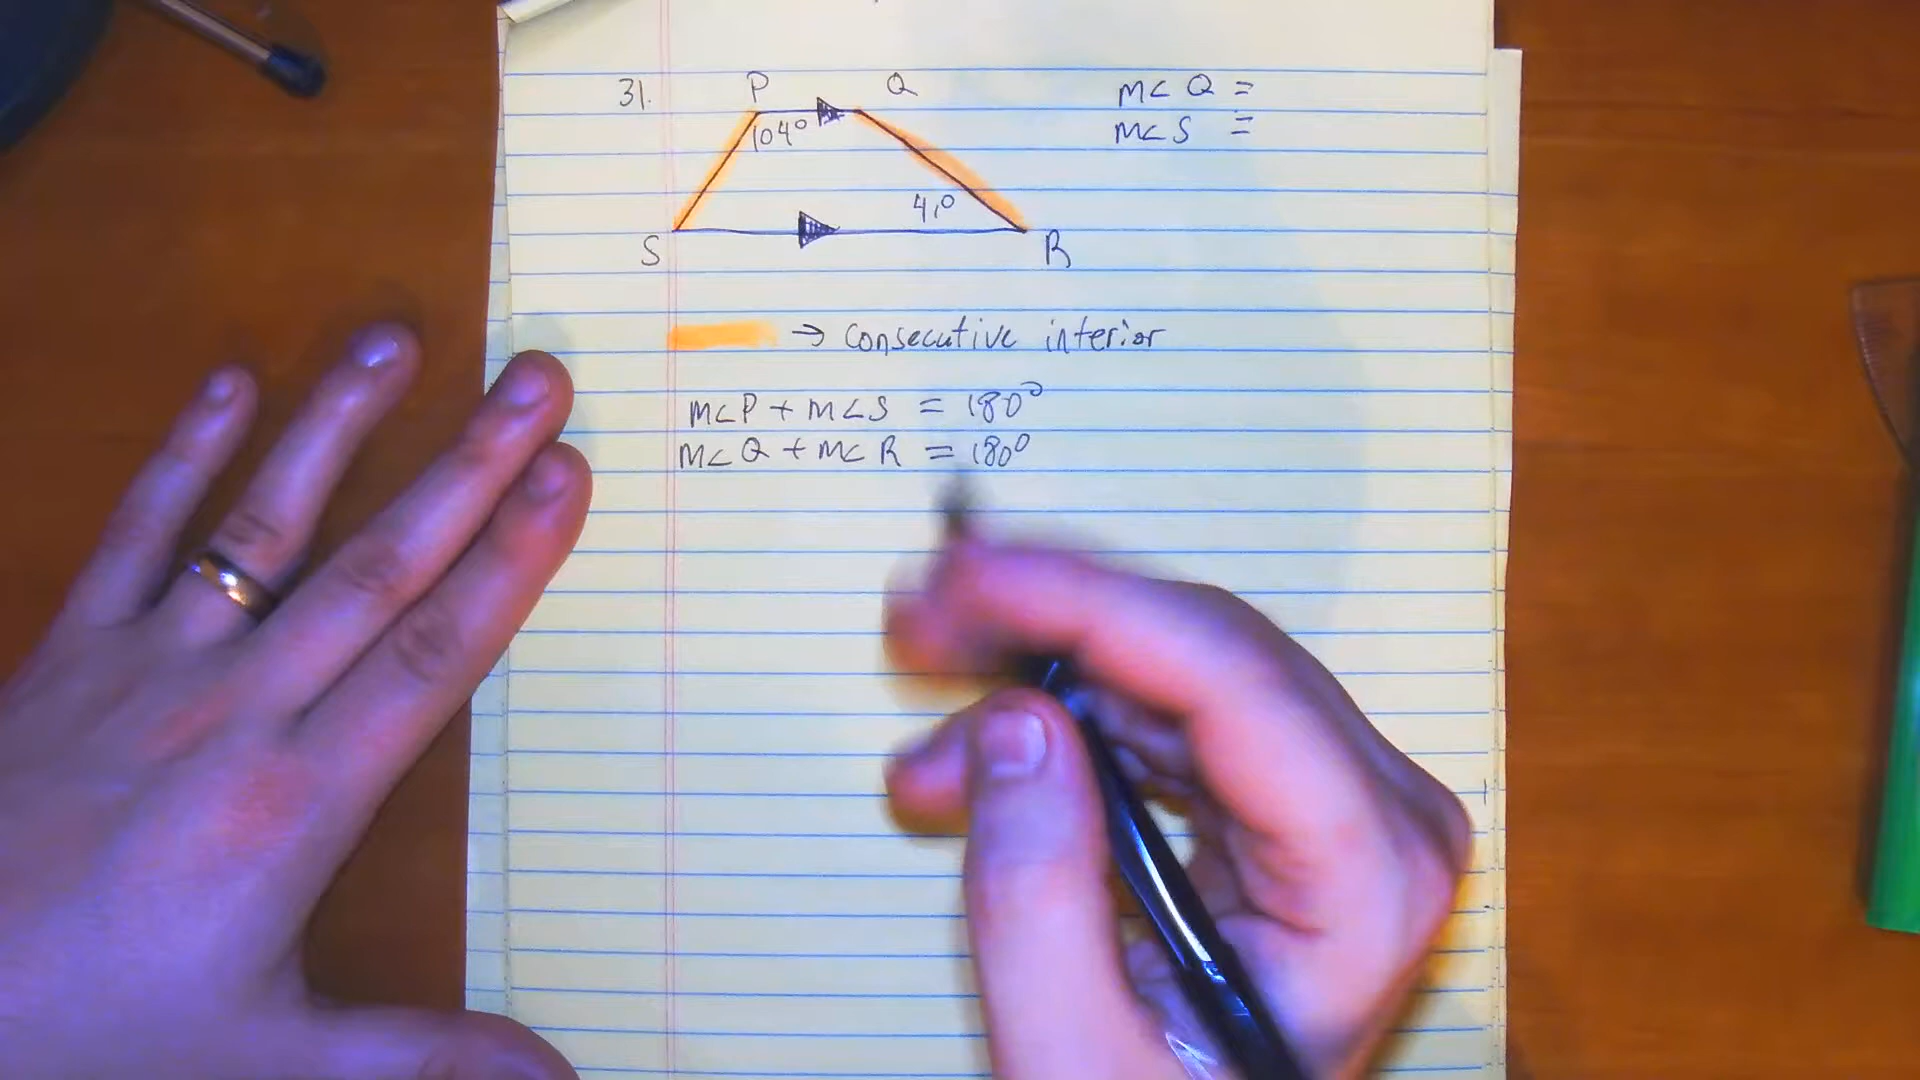 31.
P Q
104°
41°
S R
m∠Q =
m∠S =
→ consecutive interior
m∠P + m∠S = 180°
m∠Q + m∠R = 180°